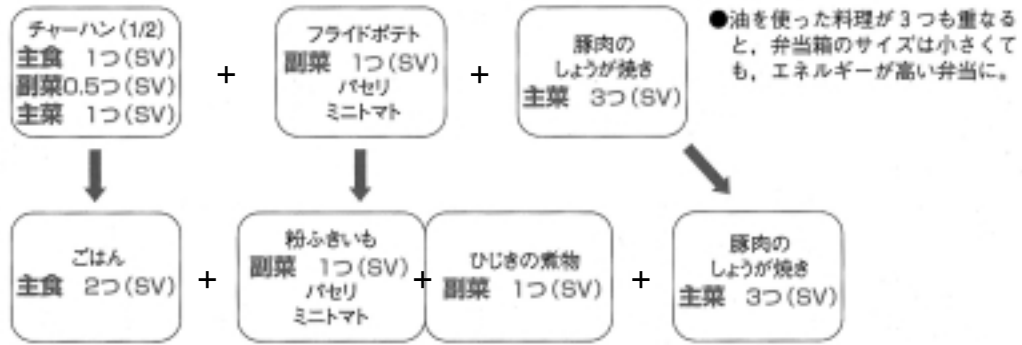 チャーハン(1/2)
主食 1つ(SV)
副菜0.5つ(SV)
主菜 1つ(SV)
+
フライドポテト
副菜 1つ(SV)
パセリ
ミニトマト
+
豚肉の
しょうが焼き
主菜 3つ(SV)
●油を使った料理が3つも重なる
と,弁当箱のサイズは小さくて
も,エネルギーが高い弁当に。
ごはん
主食 2つ(SV)
+
粉ふきいも
副菜 1つ(SV)
パセリ
ミニトマト
+
ひじきの煮物
副菜 1つ(SV)
+
豚肉の
しょうが焼き
主菜 3つ(SV)